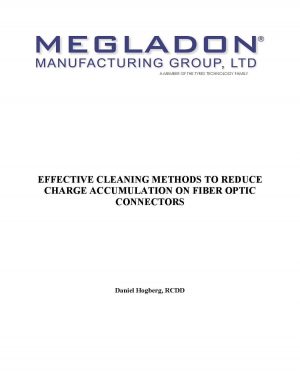 MEGLADON®
MANUFACTURING GROUP, LTD
A MEMBER OF THE TYREX TECHNOLOGY FAMILY
EFFECTIVE CLEANING METHODS TO REDUCE
CHARGE ACCUMULATION ON FIBER OPTIC
CONNECTORS
Daniel Hogberg, RCDD